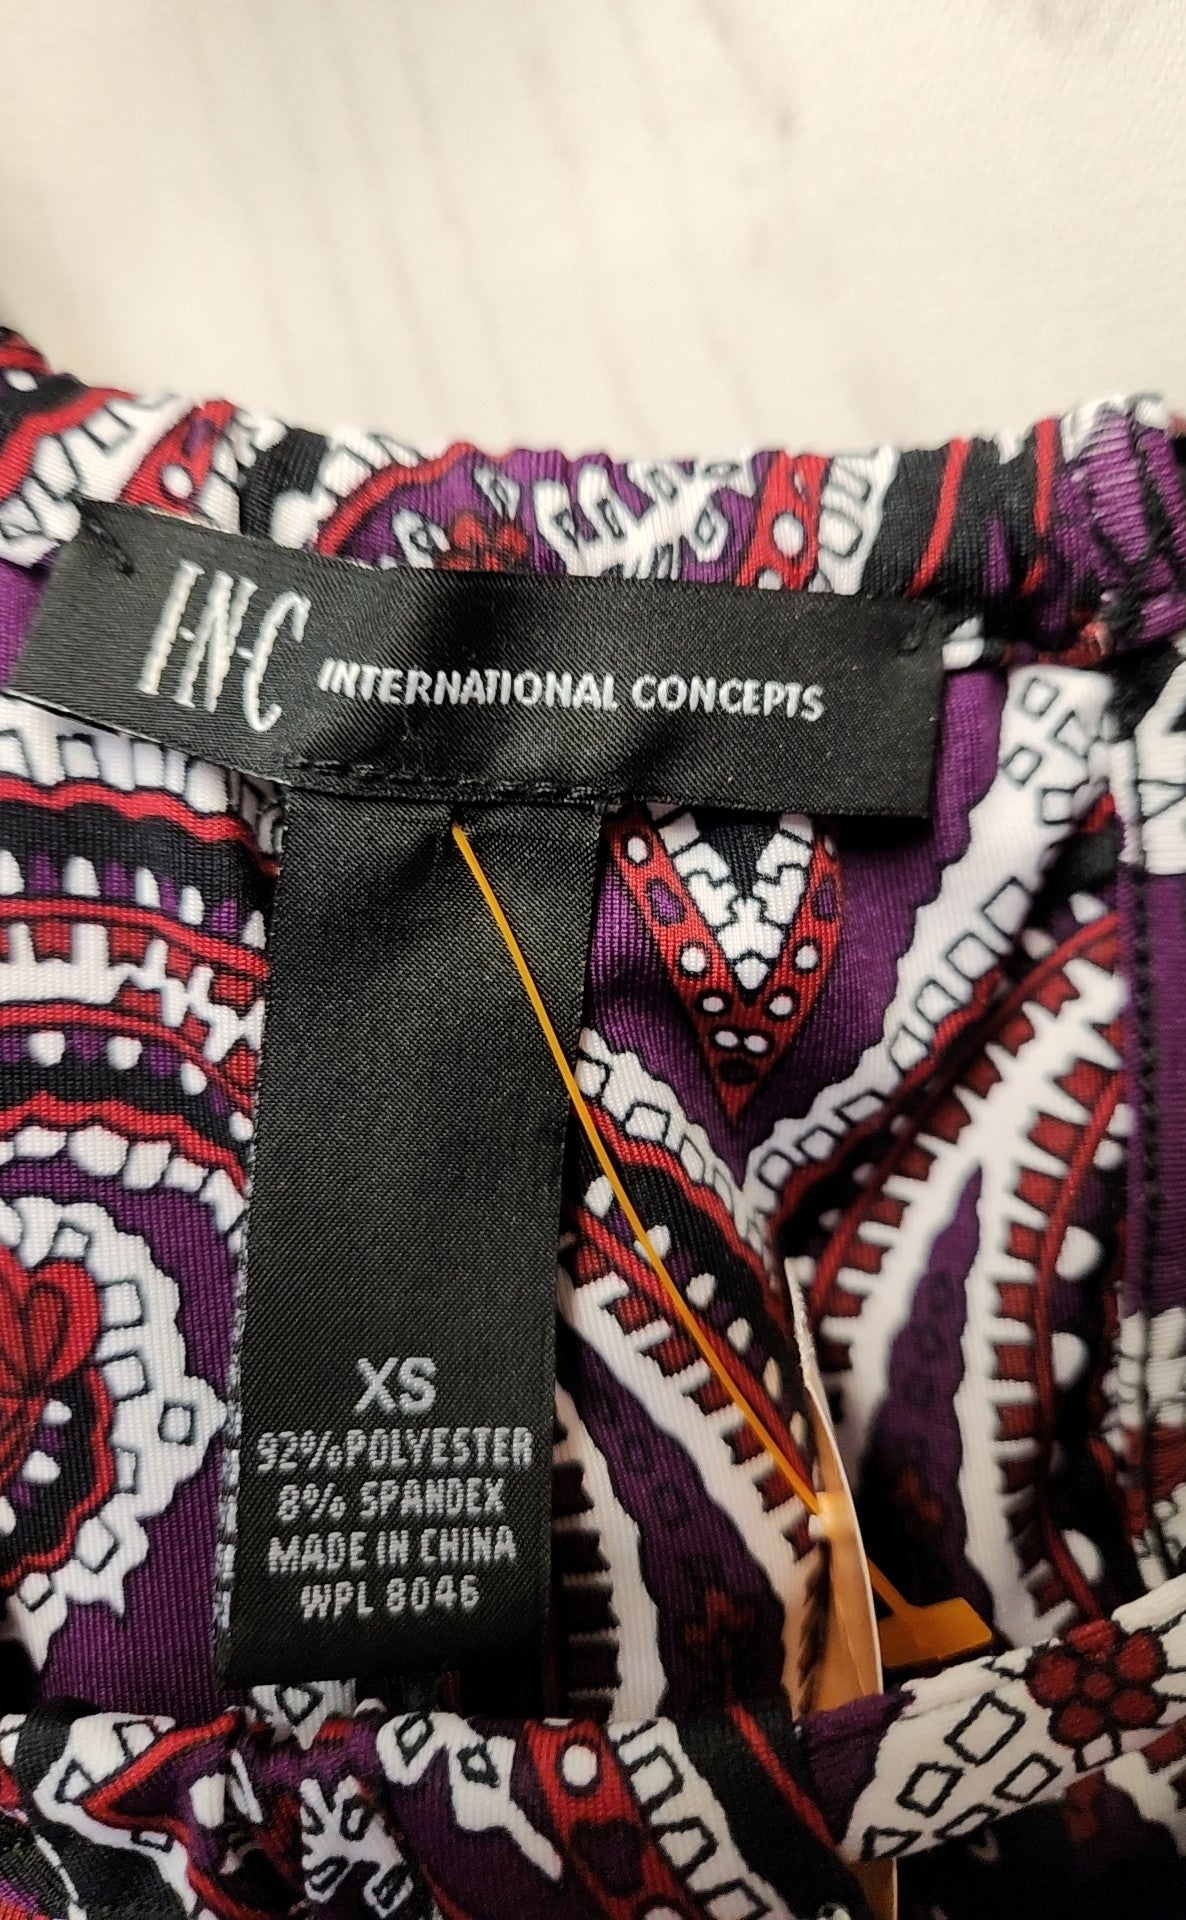 I·N·C INTERNATIONAL CONCEPTS
XS
92% POLYESTER
8% SPANDEX
MADE IN CHINA
WPL 8046